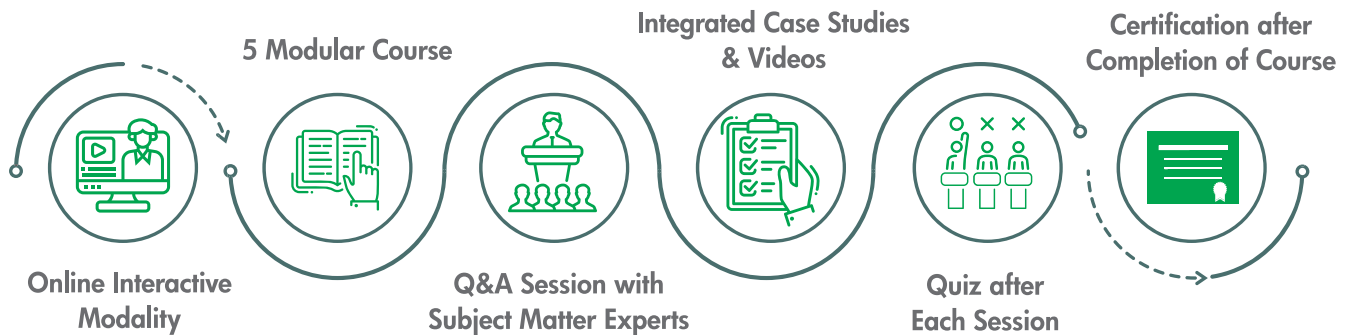 Online Interactive
Modality
5 Modular Course
Q&A Session with
Subject Matter Experts
Integrated Case Studies
& Videos
Quiz after
Each Session
Certification after
Completion of Course